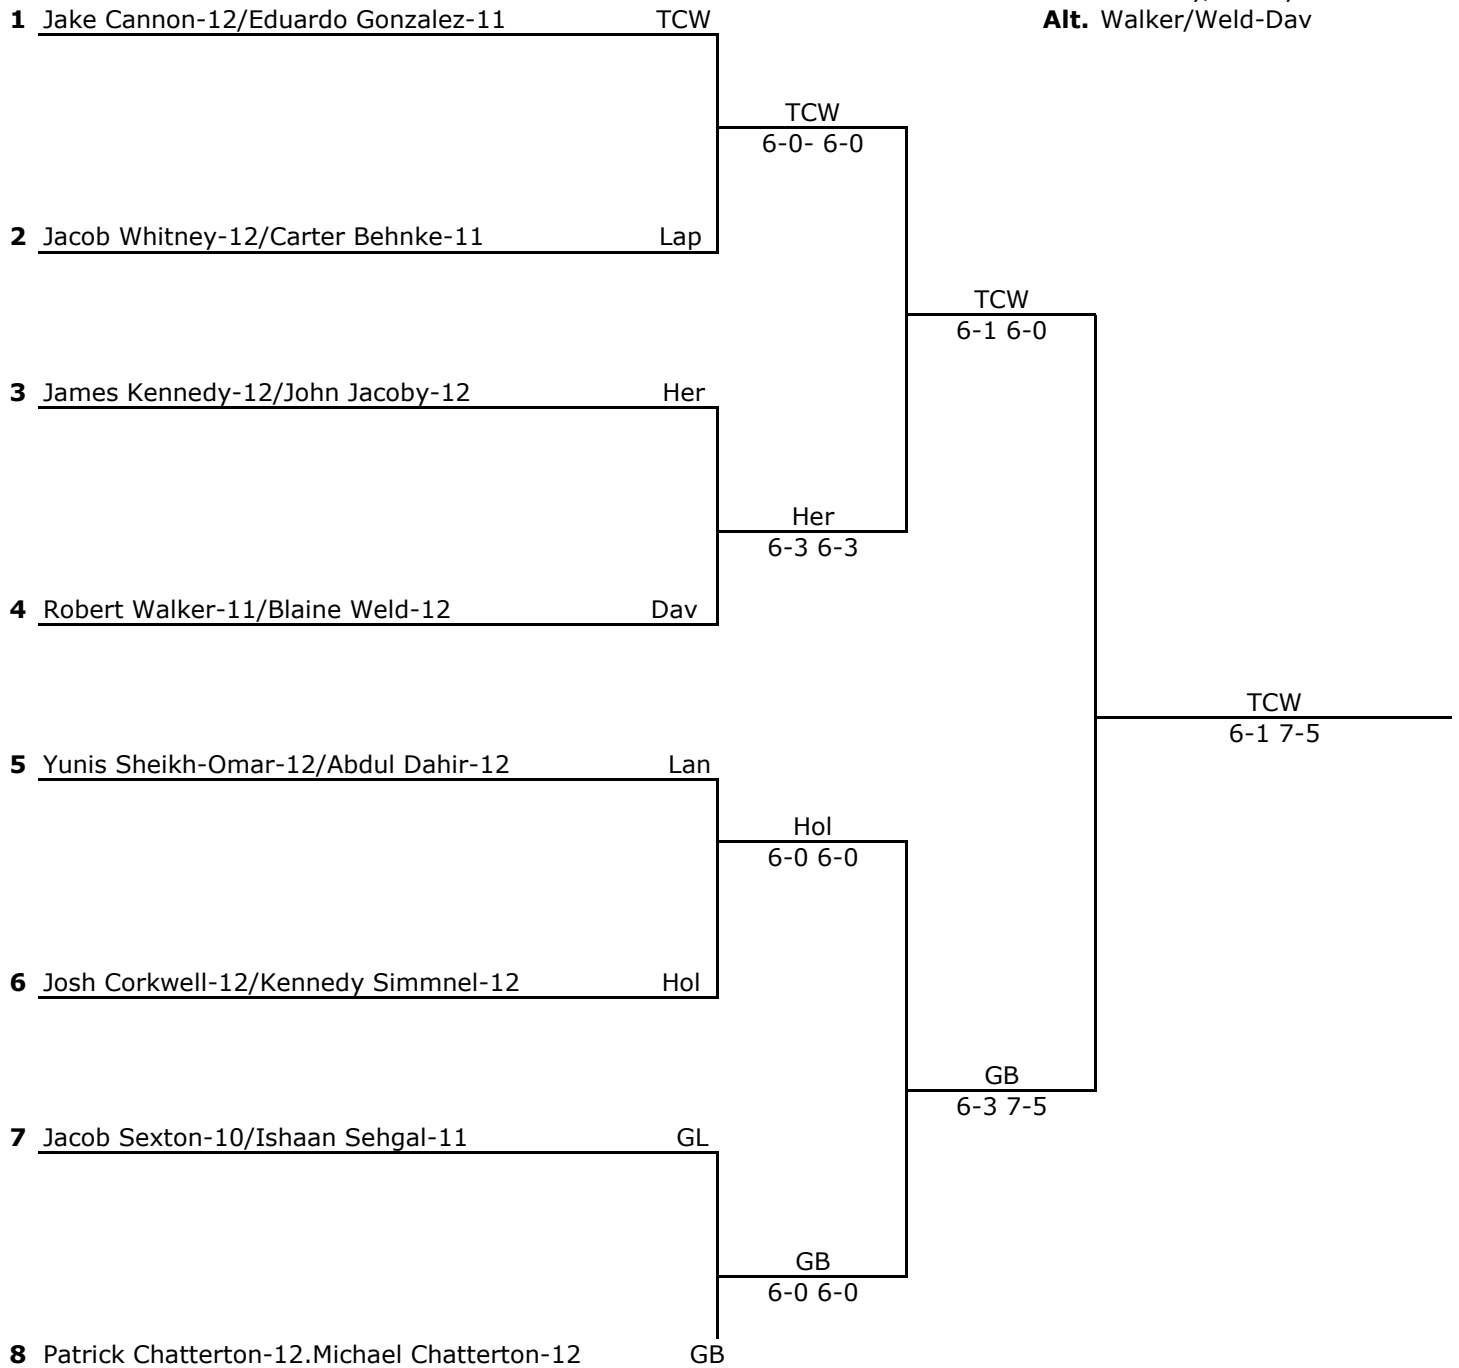 1 Jake Cannon-12/Eduardo Gonzalez-11 TCW
Alt. Walker/Weld-Dav
TCW
6-0- 6-0
2 Jacob Whitney-12/Carter Behnke-11 Lap
TCW
6-1 6-0
3 James Kennedy-12/John Jacoby-12 Her
Her
6-3 6-3
4 Robert Walker-11/Blaine Weld-12 Dav
TCW
6-1 7-5
5 Yunis Sheikh-Omar-12/Abdul Dahir-12 Lan
Hol
6-0 6-0
6 Josh Corkwell-12/Kennedy Simmnel-12 Hol
GB
6-3 7-5
7 Jacob Sexton-10/Ishaan Sehgal-11 GL
GB
6-0 6-0
8 Patrick Chatterton-12.Michael Chatterton-12 GB